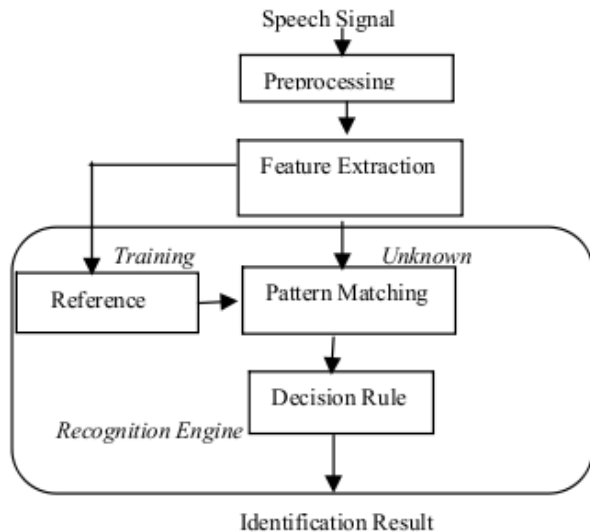 Speech Signal
Preprocessing
Feature Extraction
Training
Unknown
Reference
Pattern Matching
Decision Rule
Recognition Engine
Identification Result